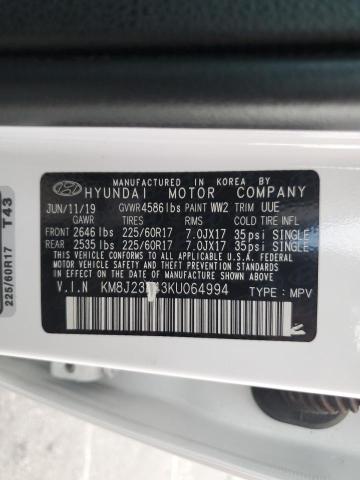 MANUFACTURED IN KOREA BY
HYUNDAI MOTOR COMPANY
JUN/11/19 GVWR 4586 lbs PAINT WW2 TRIM UUE
GAWR TIRES RIMS COLD TIRE INFL
FRONT 2646 lbs 225/60R17 7.0JX17 35psi SINGLE
REAR 2535 lbs 225/60R17 7.0JX17 35psi SINGLE
THIS VEHICLE CONFORMS TO ALL APPLICABLE U.S.A. FEDERAL
MOTOR VEHICLE SAFETY, BUMPER, AND THEFT PREVENTION
STANDARDS IN EFFECT ON THE DATE OF MANUFACTURE SHOWN ABOVE.
V.I.N TYPE: MPV
225/60R17 T43